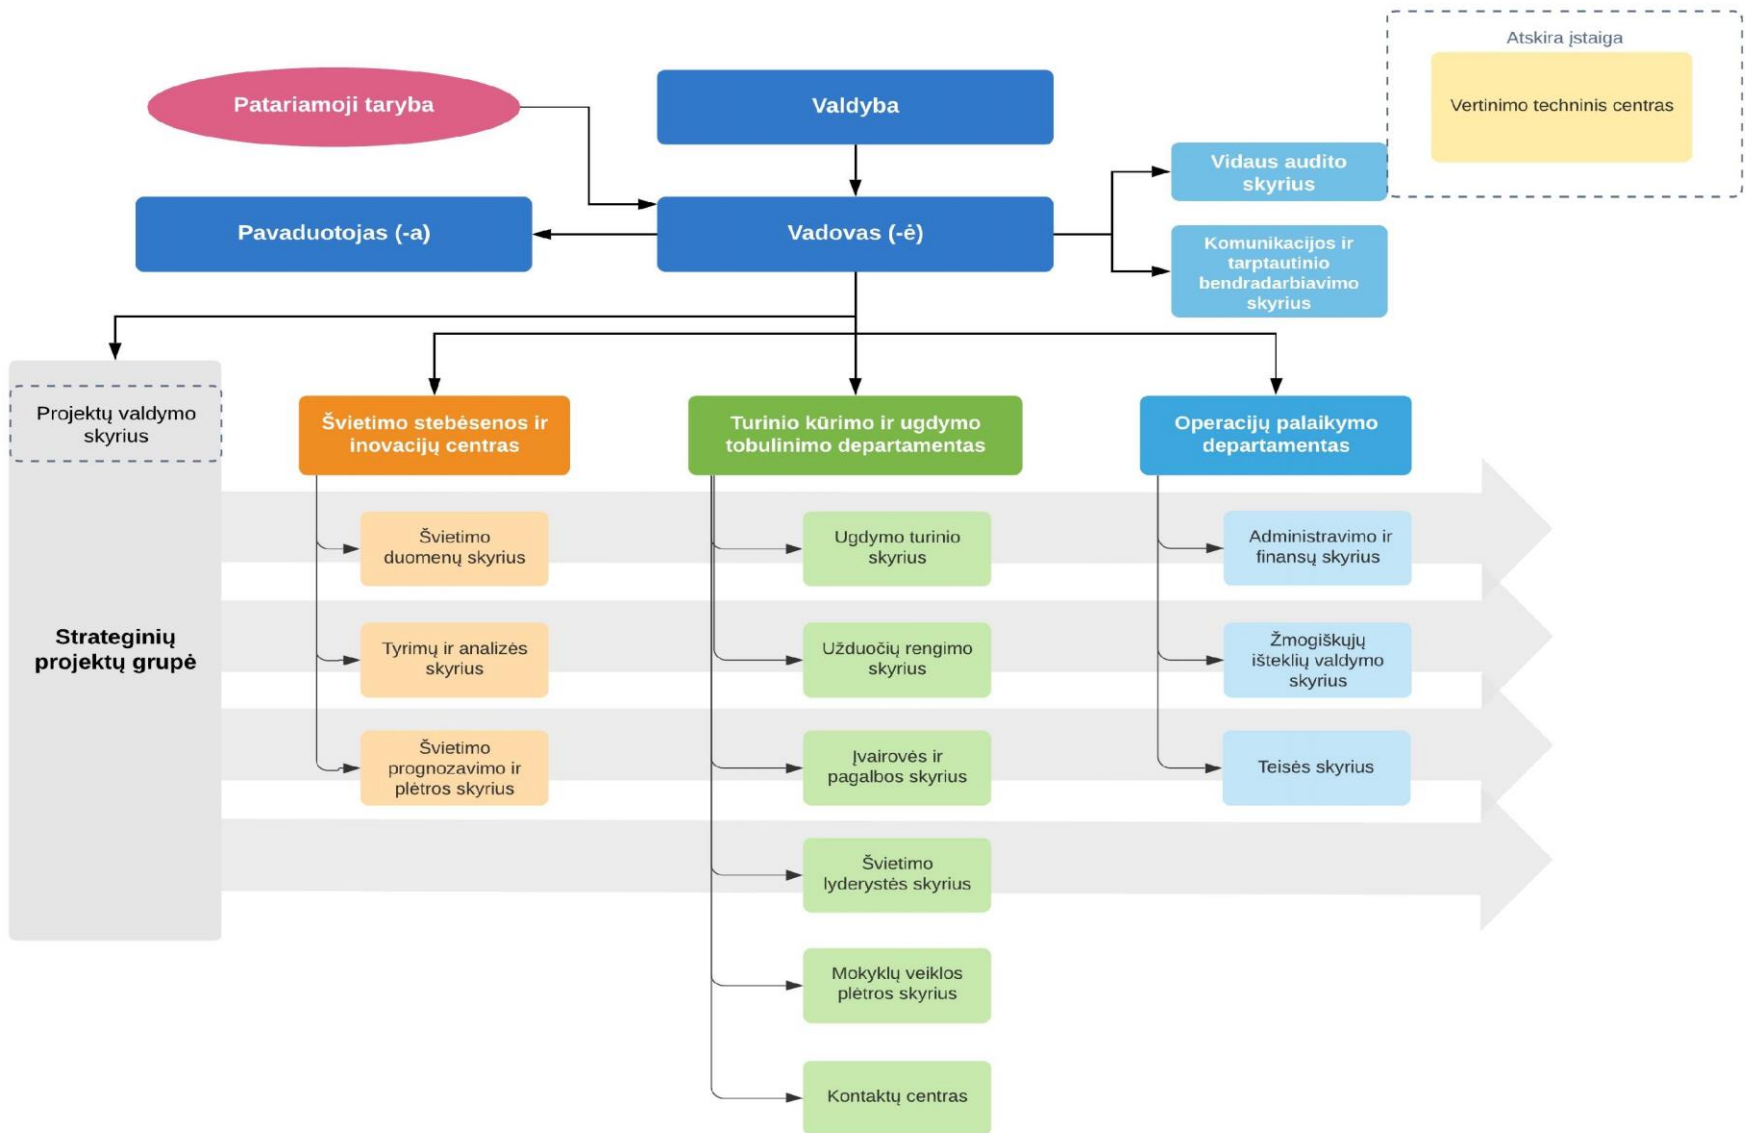 Atskira įstaiga
Patariamoji taryba
Valdyba
Vertinimo techninis centras
Vidaus audito
skyrius
Pavaduotojas (-a)
Vadovas (-ė)
Komunikacijos ir
tarptautinio
bendradarbiavimo
skyrius
Projektų valdymo
skyrius
Strateginių
projektų grupė
Švietimo stebėsenos ir
inovacijų centras
Švietimo
duomenų skyrius
Tyrimų ir analizės
skyrius
Švietimo
prognozavimo ir
plėtros skyrius
Turinio kūrimo ir ugdymo
tobulinimo departamentas
Ugdymo turinio
skyrius
Užduočių rengimo
skyrius
Įvairovės ir
pagalbos skyrius
Švietimo
lyderystės skyrius
Mokyklų veiklos
plėtros skyrius
Kontaktų centras
Operacijų palaikymo
departamentas
Administravimo ir
finansų skyrius
Žmogiškųjų
išteklių valdymo
skyrius
Teisės skyrius